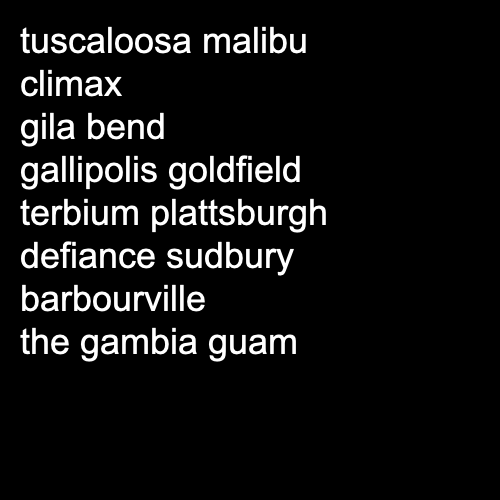 tuscaloosa malibu
climax
gila bend
gallipolis goldfield
terbium plattsburgh
defiance sudbury
barbourville
the gambia guam